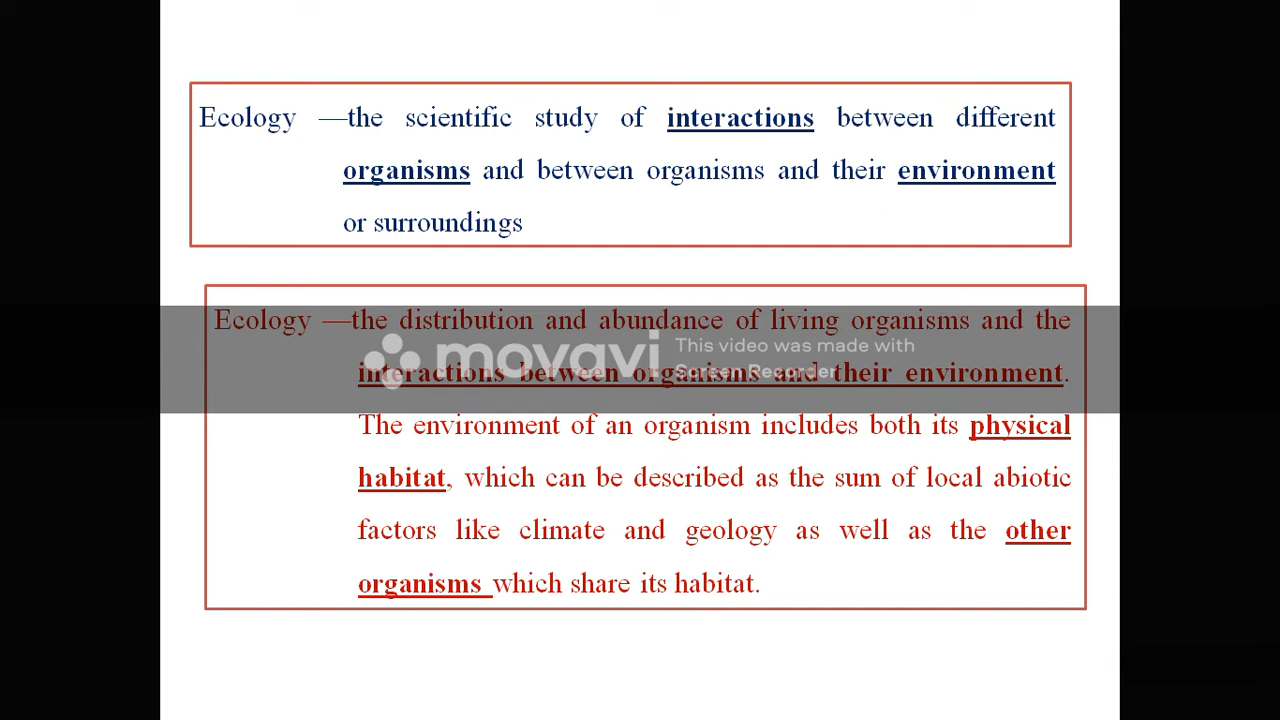 Ecology —the scientific study of interactions between different
organisms and between organisms and their environment
or surroundings
Ecology —the distribution and abundance of living organisms and the
movavi
This video was made with
Screen Recorder
interactions between organisms and their environment.
The environment of an organism includes both its physical
habitat, which can be described as the sum of local abiotic
factors like climate and geology as well as the other
organisms which share its habitat.